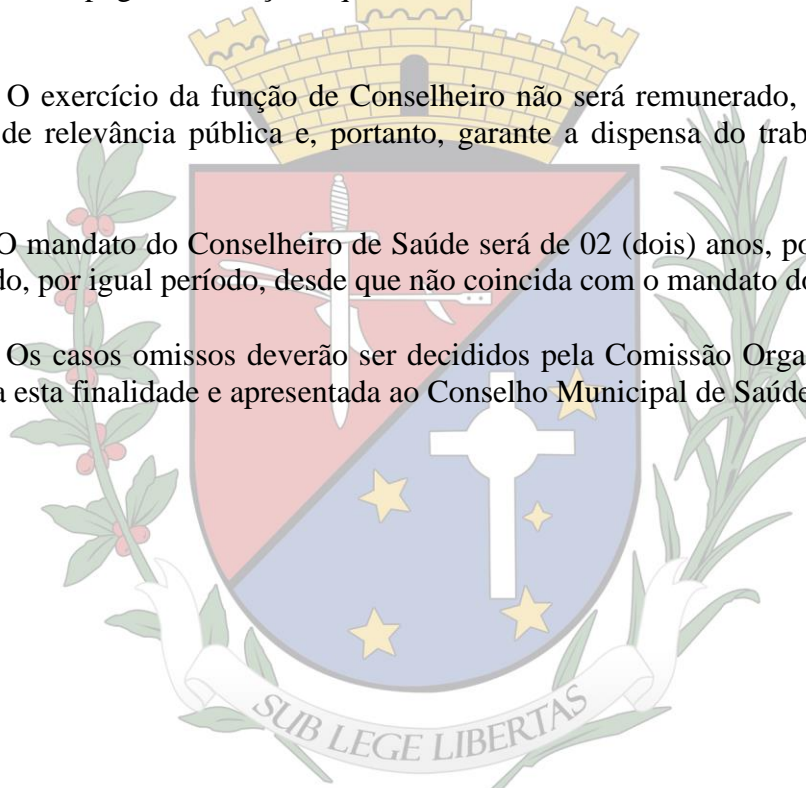 O exercício da função de Conselheiro não será remunerado,
de relevância pública e, portanto, garante a dispensa do trab
O mandato do Conselheiro de Saúde será de 02 (dois) anos, po
do, por igual período, desde que não coincida com o mandato do
Os casos omissos deverão ser decididos pela Comissão Orga
a esta finalidade e apresentada ao Conselho Municipal de Saúde
SUB LEGE LIBERTAS